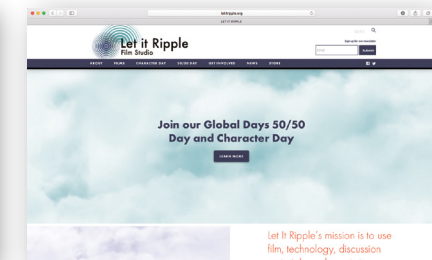 letitripple.org
LET IT RIPPLE
Let it Ripple
Film Studio
Sign up for our newsletter
SUBMIT
ABOUT FILMS CHARACTER DAY 50/50 DAY GET INVOLVED NEWS STORE
Join our Global Days 50/50
Day and Character Day
LEARN MORE
Let It Ripple's mission is to use
film, technology, discussion